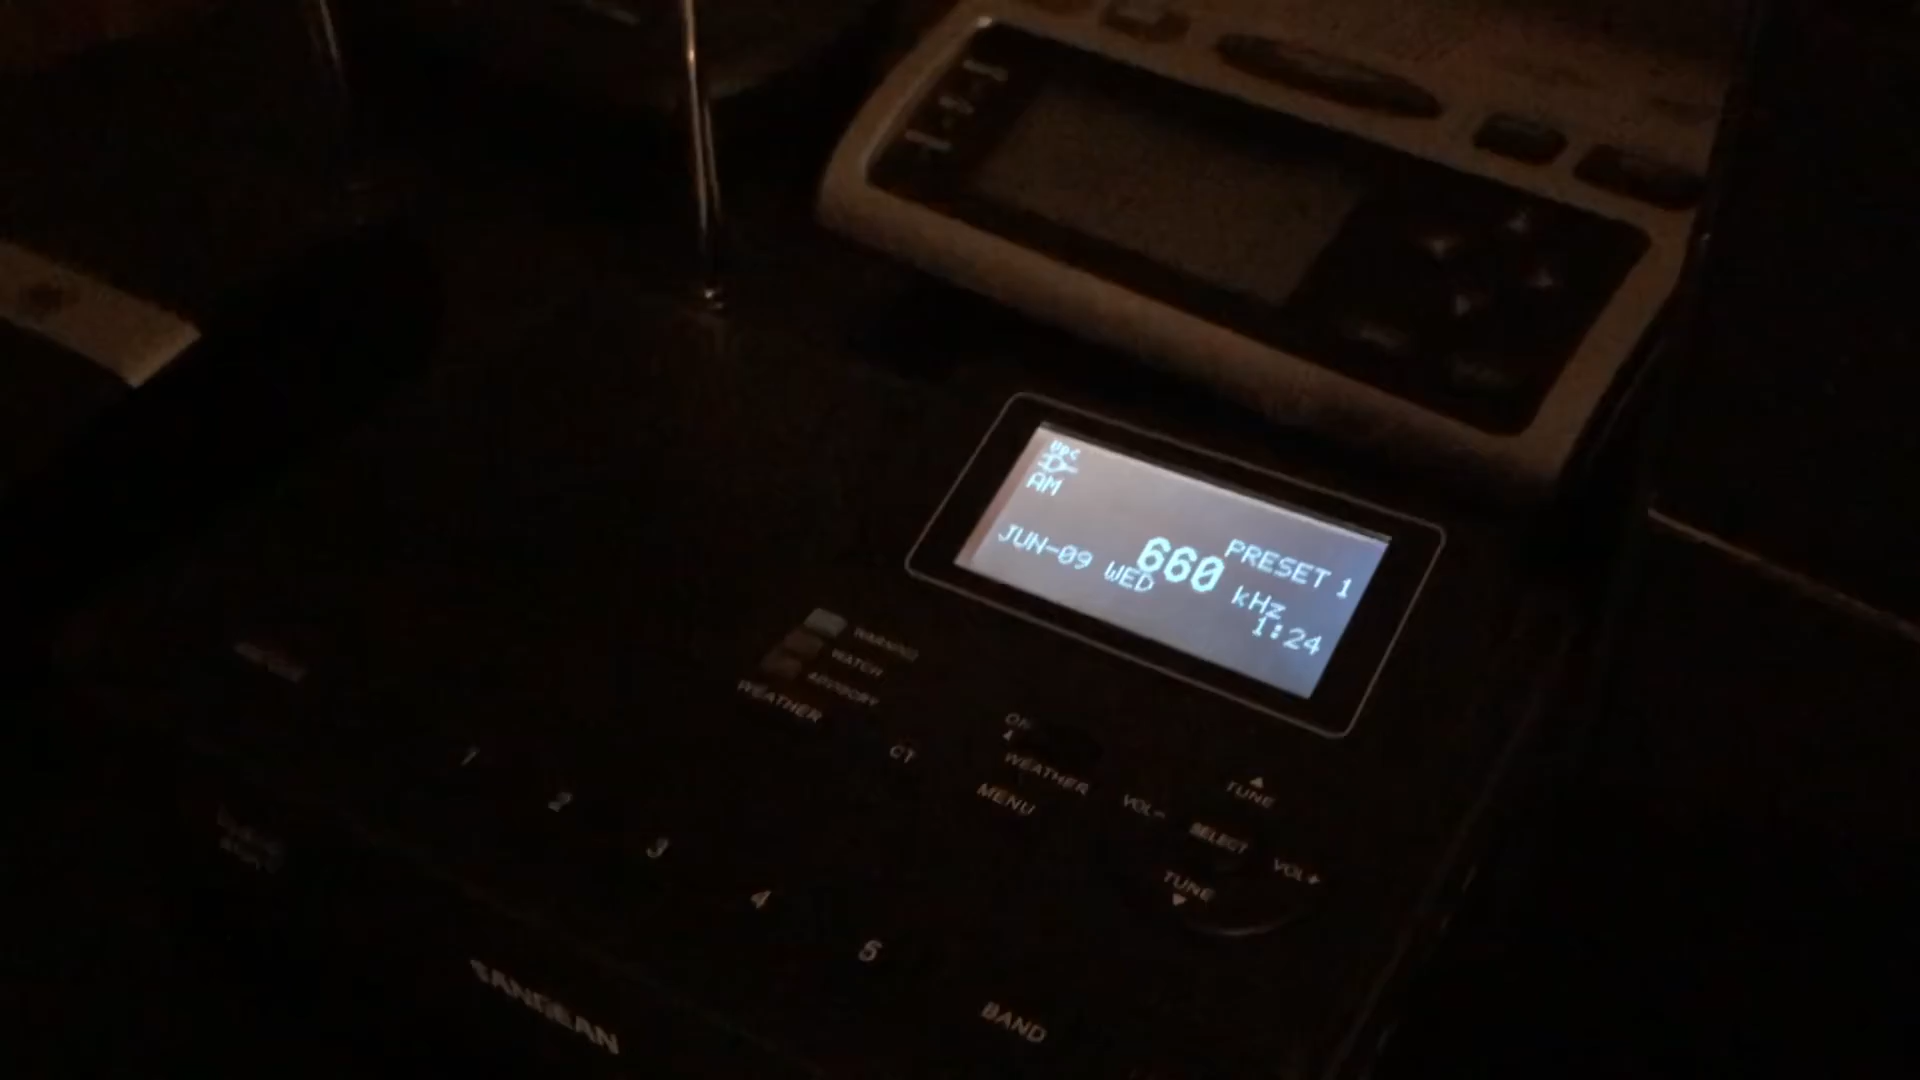 AM
660
PRESET 1
JUN-09 WED
kHz
1:24
WARNING
WATCH
ADVISORY
WEATHER
CT
ON
WEATHER
MENU
TUNE
VOL-
SELECT
VOL+
TUNE
1
2
3
4
5
BAND
SANGEAN